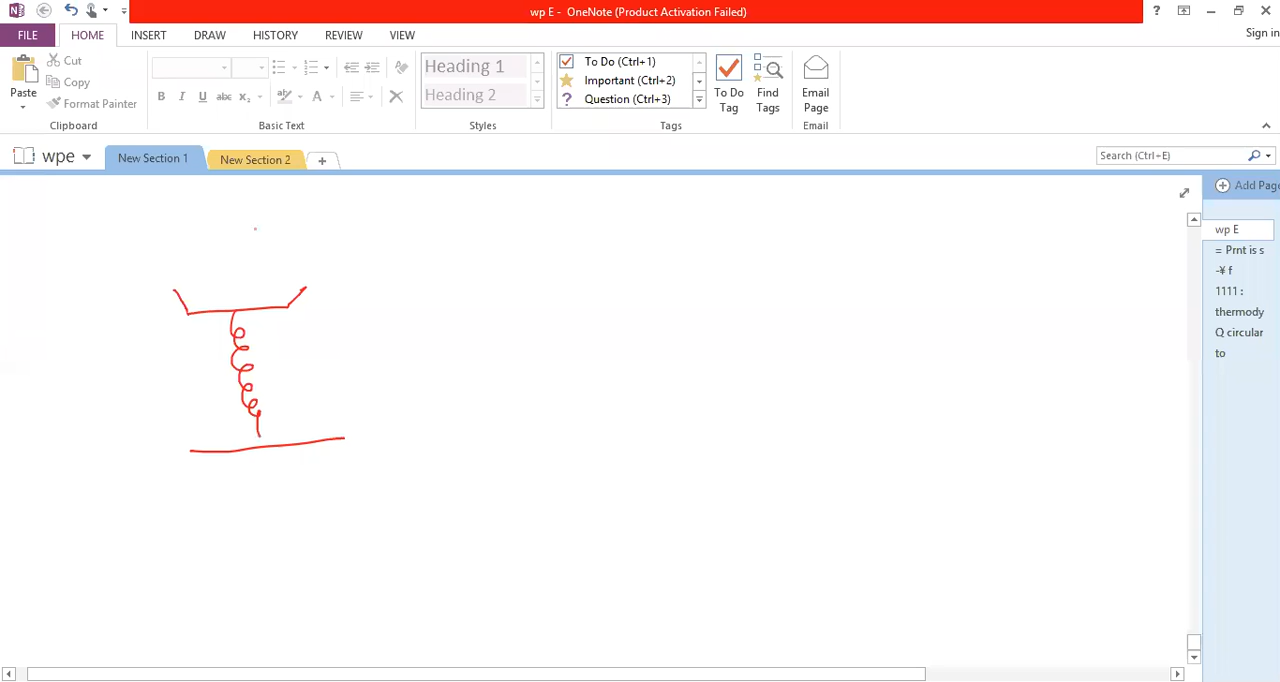 wp E - OneNote (Product Activation Failed)
?
FILE HOME INSERT DRAW HISTORY REVIEW VIEW
Sign in
Paste
Cut
Copy
Format Painter
Clipboard
B I U abc X₂ ab A
Basic Text
Heading 1
Heading 2
Styles
To Do (Ctrl+1)
Important (Ctrl+2)
? Question (Ctrl+3)
To Do Tag
Find Tags
Tags
Email Page
Email
wpe
New Section 1
New Section 2
Search (Ctrl+E)
Add Page
wp E
= Prnt is s
-¥ f
1111 :
thermody
Q circular
to